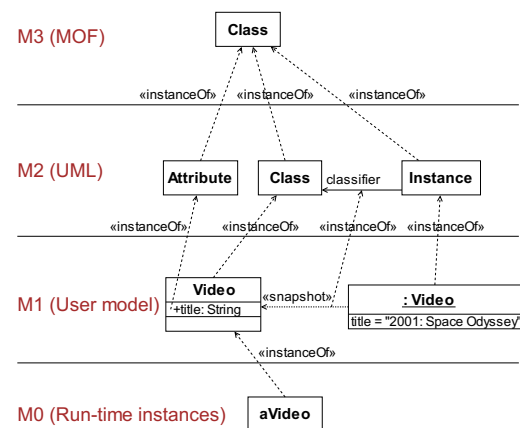 M3 (MOF)
Class
«instanceOf» «instanceOf» «instanceOf»
M2 (UML)
Attribute
Class
classifier
Instance
«instanceOf» «instanceOf» «instanceOf» «instanceOf»
M1 (User model)
Video
+title: String
«snapshot»
: Video
title = "2001: Space Odyssey"
«instanceOf»
M0 (Run-time instances)
aVideo